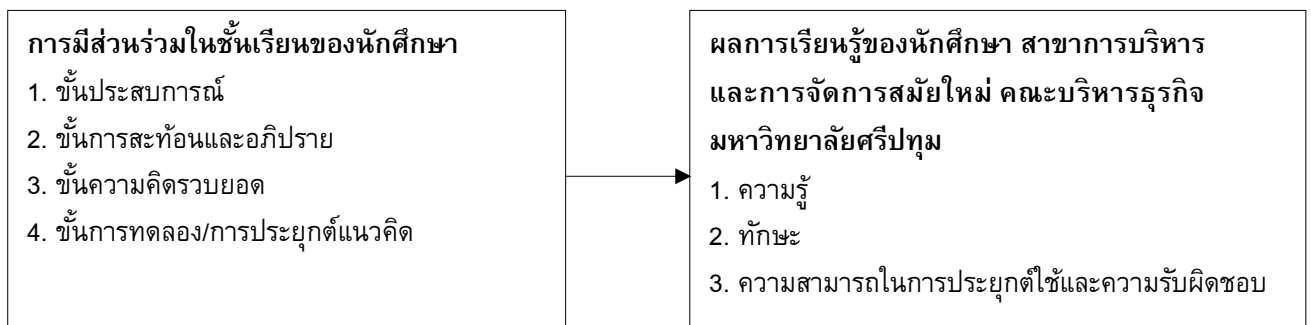 การมีส่วนร่วมในชั้นเรียนของนักศึกษา
1. ขั้นประสบการณ์
2. ขั้นการสะท้อนและอภิปราย
3. ขั้นความคิดรวบยอด
4. ขั้นการทดลอง/การประยุกต์แนวคิด
ผลการเรียนรู้ของนักศึกษา สาขาการบริหาร
และการจัดการสมัยใหม่ คณะบริหารธุรกิจ
มหาวิทยาลัยศรีปทุม
1. ความรู้
2. ทักษะ
3. ความสามารถในการประยุกต์ใช้และความรับผิดชอบ